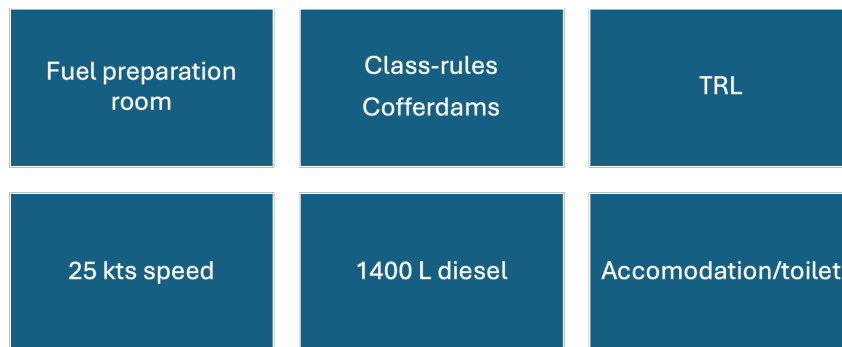 Fuel preparation
room
Class-rules
Cofferdams
TRL
25 kts speed
1400 L diesel
Accomodation/toilet